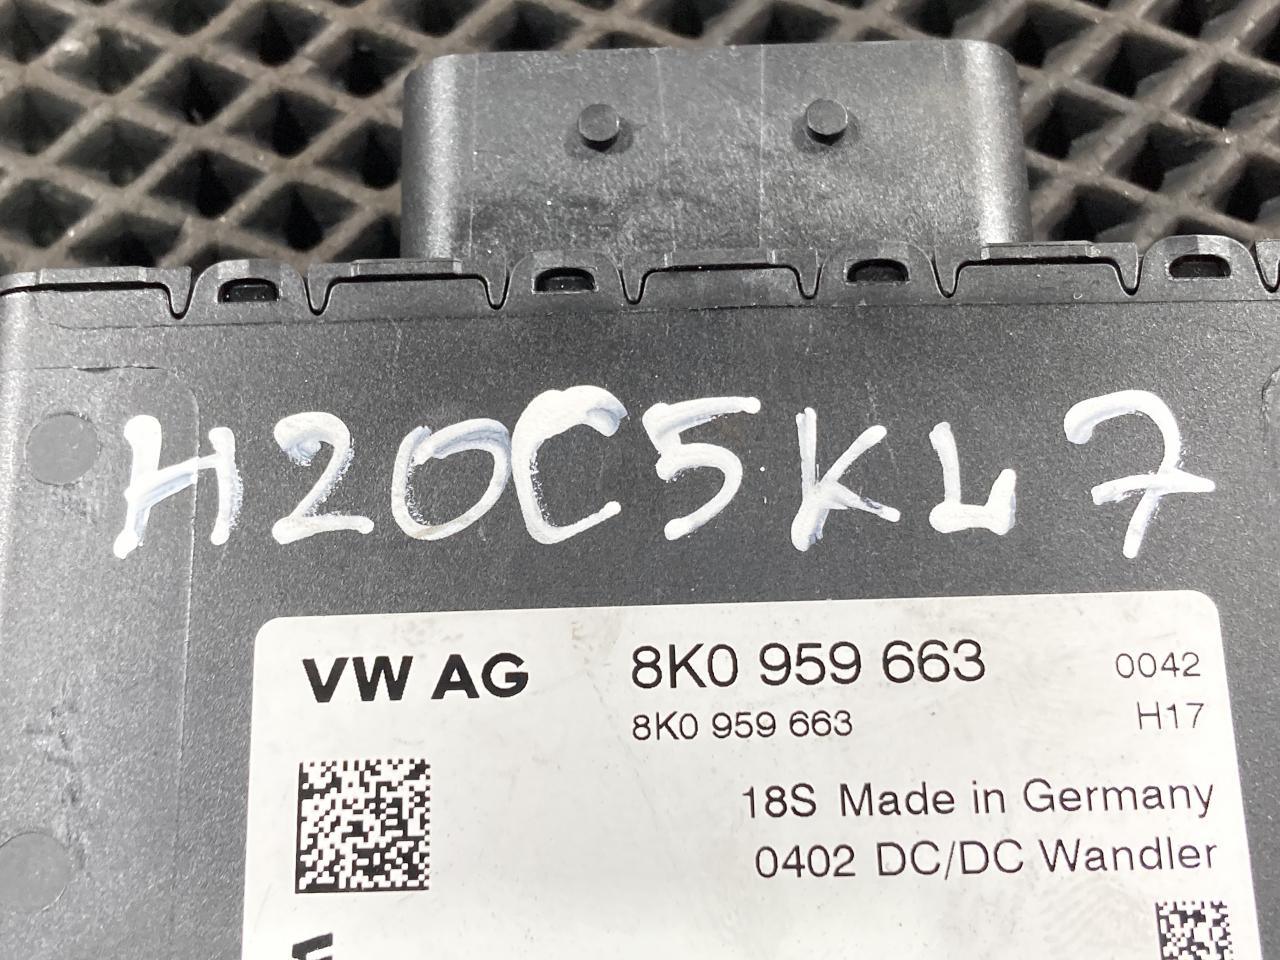 H20C5KL7
VW AG 8K0 959 663 0042
8K0 959 663 H17
18S Made in Germany
0402 DC/DC Wandler